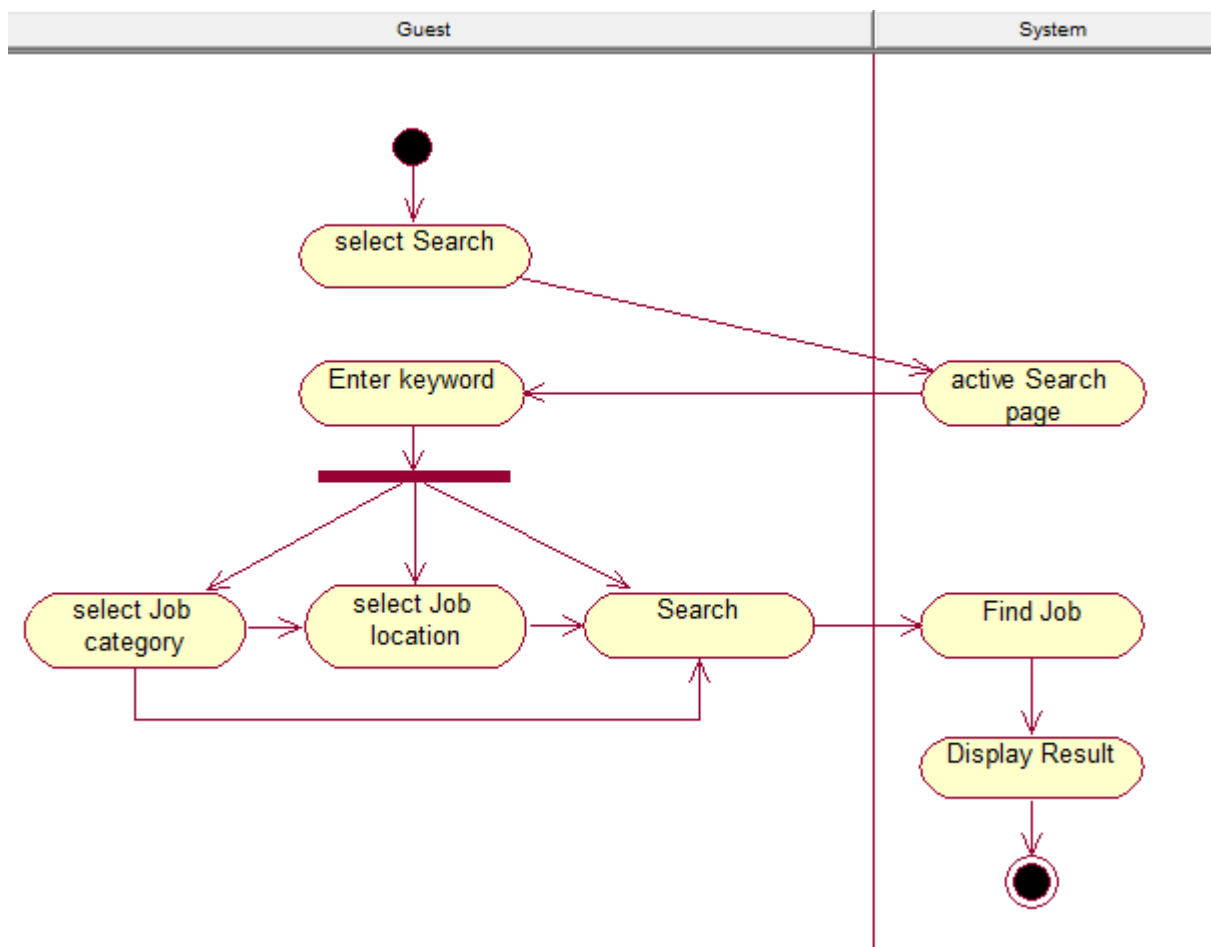 Guest
System
select Search
Enter keyword
active Search
page
select Job
category
select Job
location
Search
Find Job
Display Result